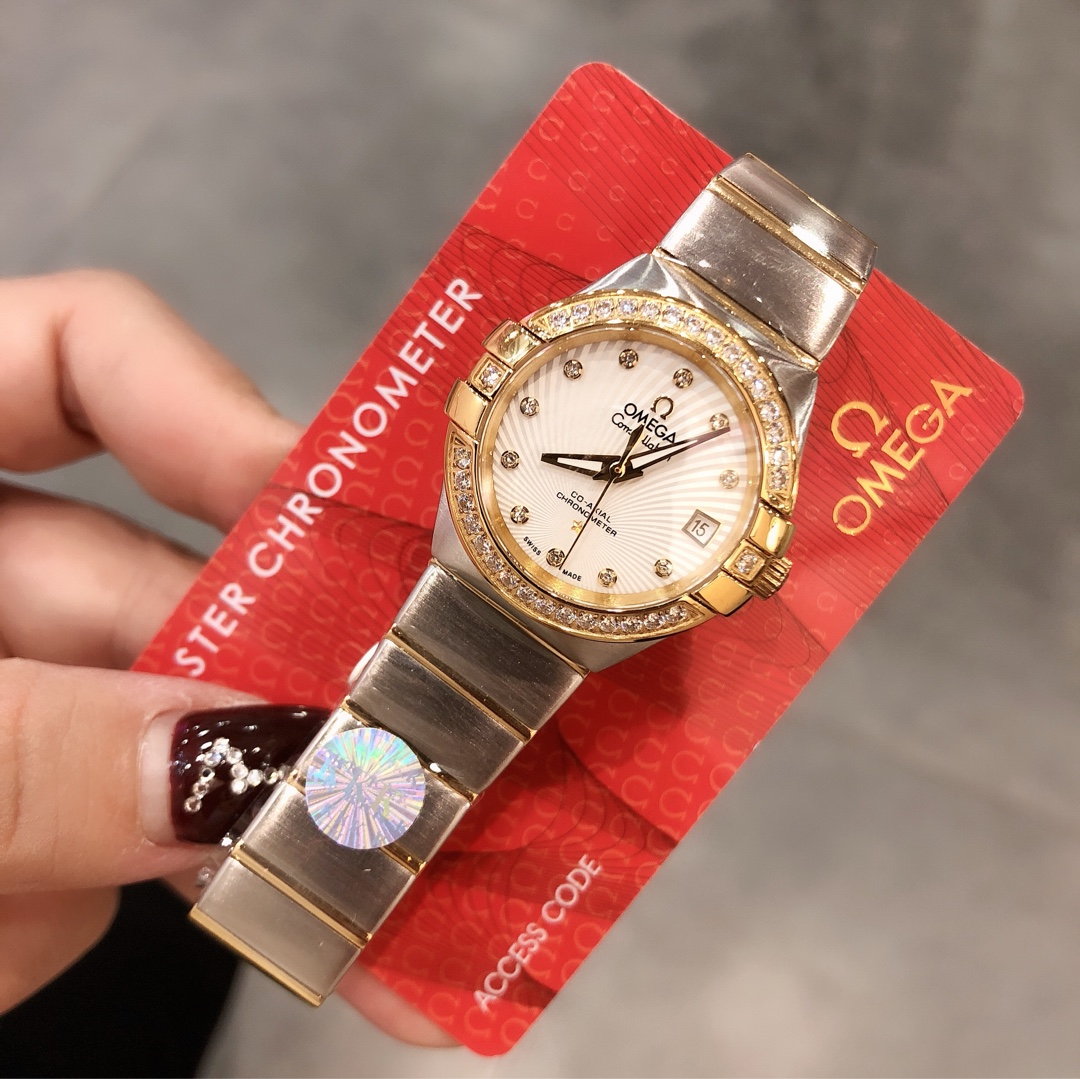 Ω
OMEGA
CO-AXIAL
CHRONOMETER
15
SWISS MADE
STER CHRONOMETER
Ω
OMEGA
ACCESS CODE